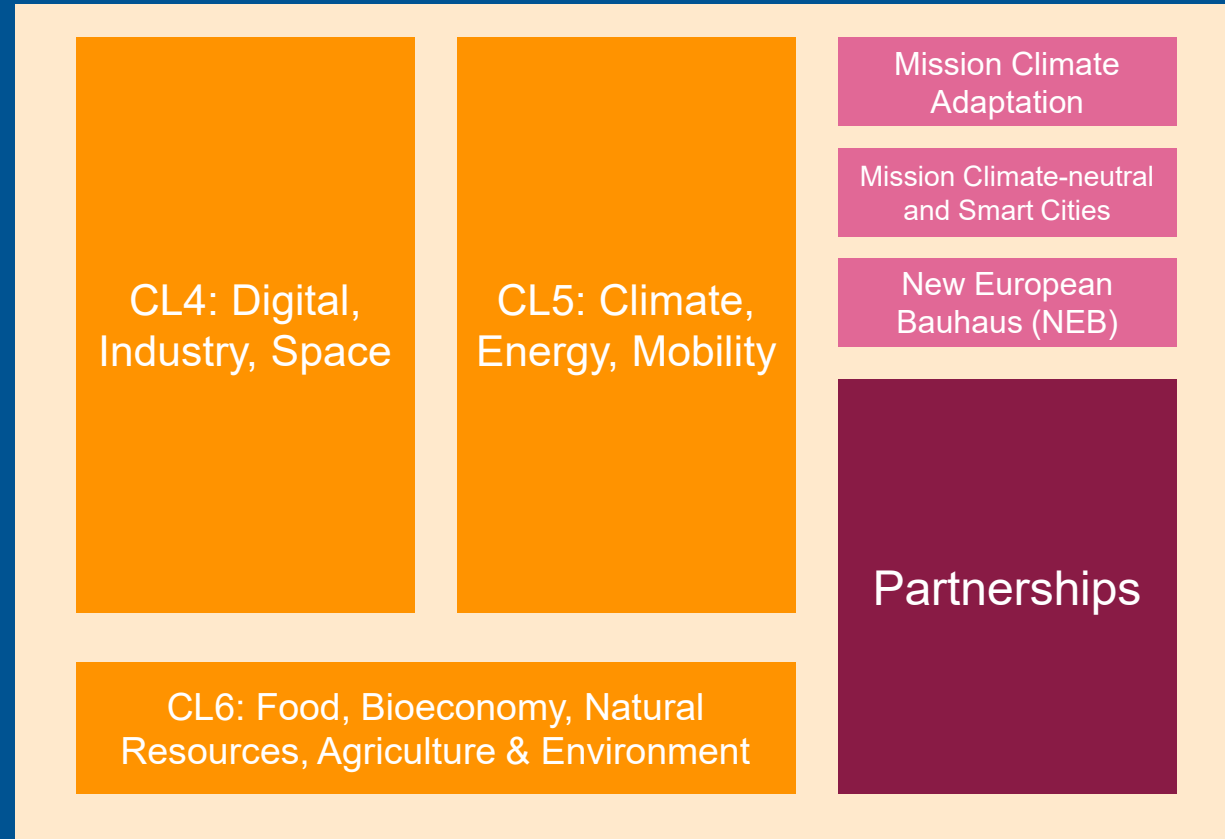 CL4: Digital,
Industry, Space
CL5: Climate,
Energy, Mobility
Mission Climate
Adaptation
Mission Climate-neutral
and Smart Cities
New European
Bauhaus (NEB)
Partnerships
CL6: Food, Bioeconomy, Natural
Resources, Agriculture & Environment